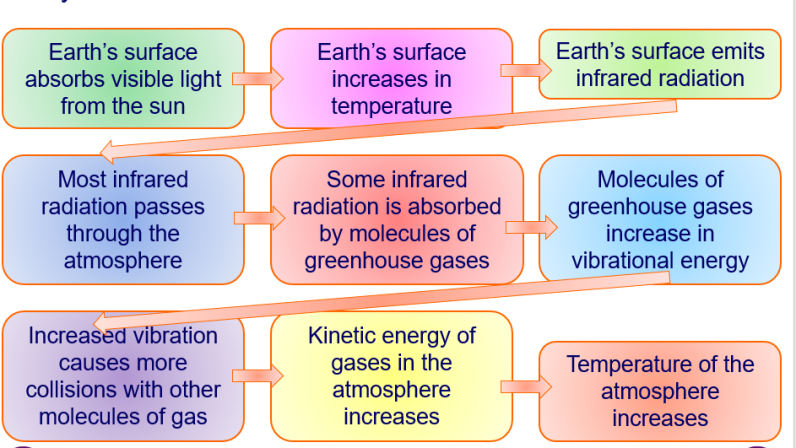 Earth’s surface
absorbs visible light
from the sun
Earth’s surface
increases in
temperature
Earth’s surface emits
infrared radiation
Most infrared
radiation passes
through the
atmosphere
Some infrared
radiation is absorbed
by molecules of
greenhouse gases
Molecules of
greenhouse gases
increase in
vibrational energy
Increased vibration
causes more
collisions with other
molecules of gas
Kinetic energy of
gases in the
atmosphere
increases
Temperature of the
atmosphere
increases